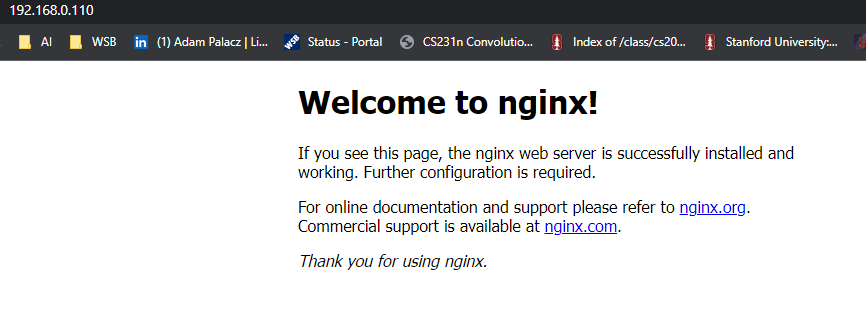 192.168.0.110
AI WSB (1) Adam Palacz | Li... WSB Status - Portal CS231n Convolutio... Index of /class/cs20... Stanford University:...
Welcome to nginx!
If you see this page, the nginx web server is successfully installed and
working. Further configuration is required.
For online documentation and support please refer to nginx.org.
Commercial support is available at nginx.com.
Thank you for using nginx.